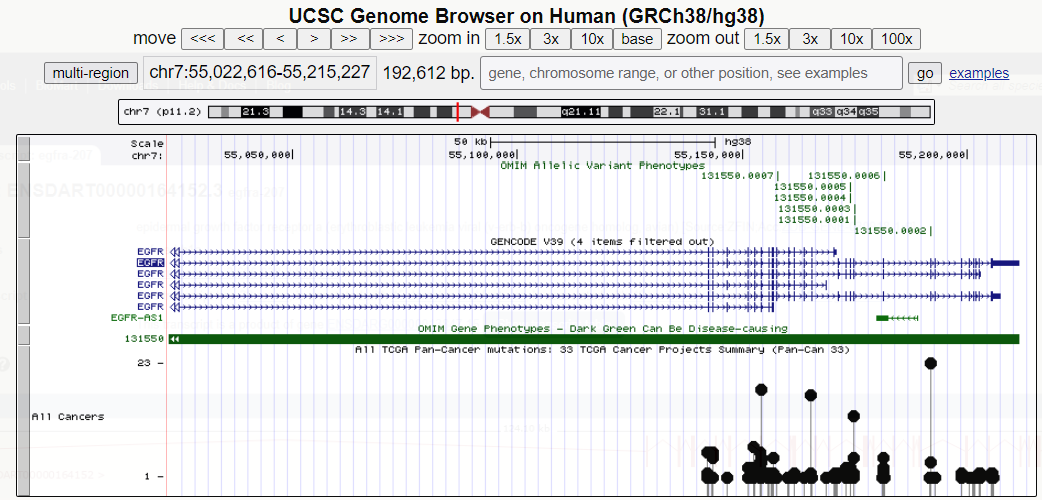 UCSC Genome Browser on Human (GRCh38/hg38)
move <<< << < > >> >>> zoom in 1.5x 3x 10x base zoom out 1.5x 3x 10x 100x
multi-region chr7:55,022,616-55,215,227 192,612 bp. gene, chromosome range, or other position, see examples go examples
chr7 (p11.2) 21.3 14.3 14.1 q21.11 22.1 31.1 q33 q34 q35
Scale 50 kb hg38
chr7: 55,050,000 55,100,000 55,150,000 55,200,000
OMIM Allelic Variant Phenotypes
131550.0007 131550.0006
131550.0005
131550.0004
131550.0003
131550.0001
131550.0002
ENSDART00000164152.3
GENCODE V39 (4 items filtered out)
EGFR
EGFR
EGFR
EGFR
EGFR
EGFR
EGFR-AS1
OMIM Gene Phenotypes - Dark Green Can Be Disease-causing
131550
All TCGA Pan-Cancer mutations: 33 TCGA Cancer Projects Summary (Pan-Can 33)
23 -
All Cancers
1 -